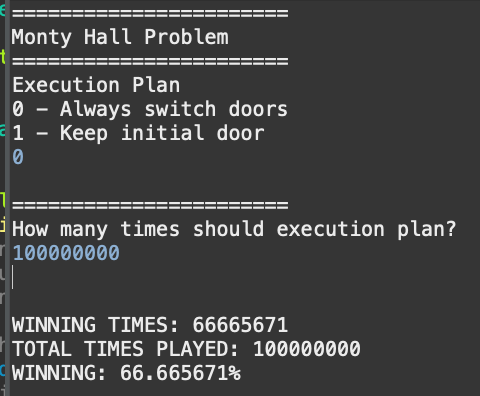 =======================
Monty Hall Problem
=======================
Execution Plan
0 - Always switch doors
1 - Keep initial door
0
=======================
How many times should execution plan?
100000000
WINNING TIMES: 66665671
TOTAL TIMES PLAYED: 100000000
WINNING: 66.665671%